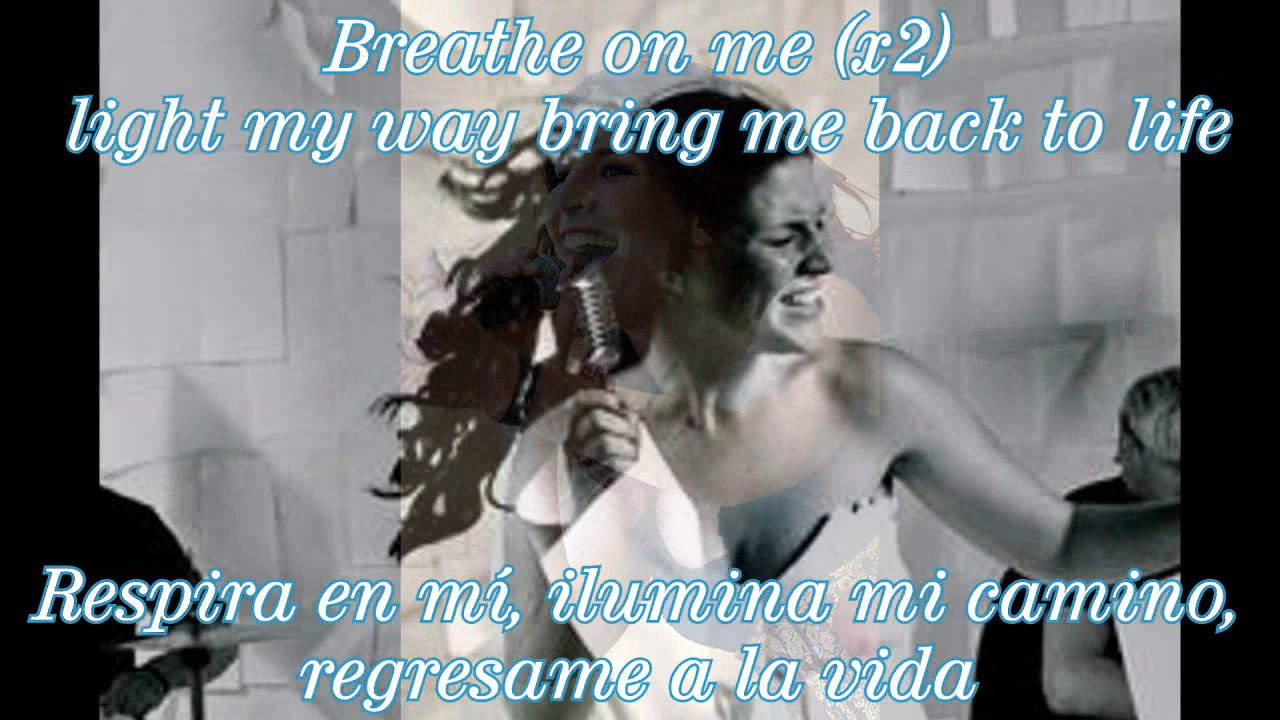 Breathe on me (x2)
light my way bring me back to life
Respira en mí, ilumina mi camino,
regresame a la vida